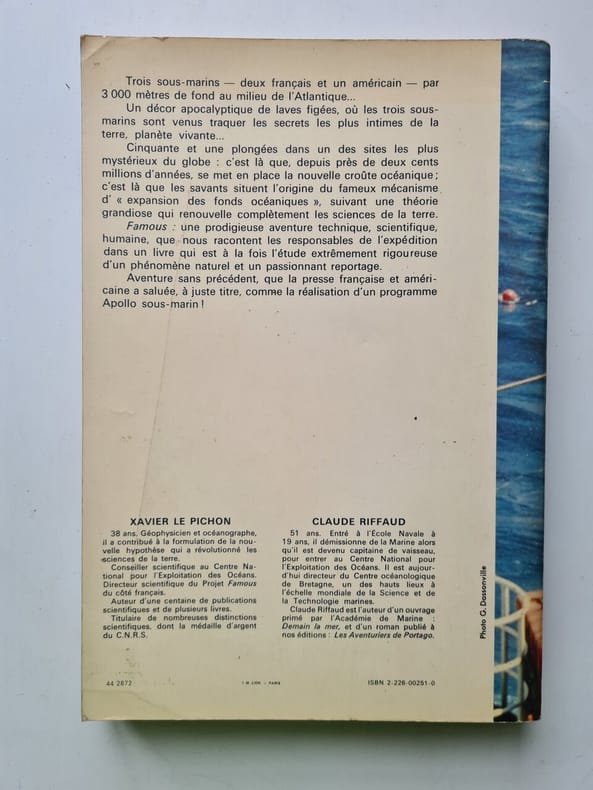 Trois sous-marins — deux français et un américain — par
3 000 mètres de fond au milieu de l'Atlantique...
Un décor apocalyptique de laves figées, où les trois sous-
marins sont venus traquer les secrets les plus intimes de la
terre, planète vivante...
Cinquante et une plongées dans un des sites les plus
mystérieux du globe : c'est là que, depuis près de deux cents
millions d'années, se met en place la nouvelle croûte océanique ;
c'est là que les savants situent l'origine du fameux mécanisme
d' « expansion des fonds océaniques », suivant une théorie
grandiose qui renouvelle complètement les sciences de la terre.
Famous : une prodigieuse aventure technique, scientifique,
humaine, que nous racontent les responsables de l'expédition
dans un livre qui est à la fois l'étude extrêmement rigoureuse
d'un phénomène naturel et un passionnant reportage.
Aventure sans précédent, que la presse française et améri-
caine a saluée, à juste titre, comme la réalisation d'un programme
Apollo sous-marin !
XAVIER LE PICHON
38 ans. Géophysicien et océanographe,
il a contribué à la formulation de la nou-
velle hypothèse qui a révolutionné les
sciences de la terre.
Conseiller scientifique au Centre Na-
tional pour l'Exploitation des Océans.
Directeur scientifique du Projet Famous
du côté français.
Auteur d'une centaine de publications
scientifiques et de plusieurs livres.
Titulaire de nombreuses distinctions
scientifiques, dont la médaille d'argent
du C.N.R.S.
CLAUDE RIFFAUD
51 ans. Entré à l'École Navale à
19 ans, il démissionne de la Marine alors
qu'il est devenu capitaine de vaisseau,
pour entrer au Centre National pour
l'Exploitation des Océans. Il est aujour-
d'hui directeur du Centre océanologique
de Bretagne, un des hauts lieux à
l'échelle mondiale de la Science et de
la Technologie marines.
Claude Riffaud est l'auteur d'un ouvrage
primé par l'Académie de Marine :
Demain la mer, et d'un roman publié à
nos éditions : Les Aventuriers de Portago.
Photo G. Dassonville
44 2872
PARIS
ISBN 2-226-00251-0